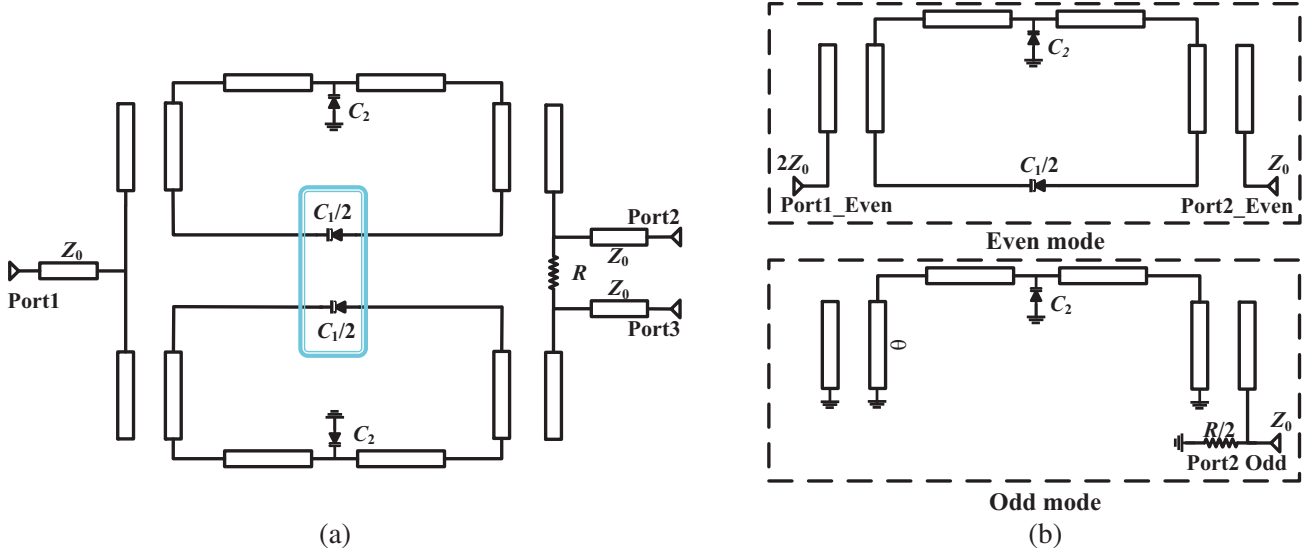 C2
C1/2
Z0
Port1
C1/2
C2
Port2
Z0
R
Z0
Port3
(a)
C2
C1/2
2Z0
Port1_Even
Z0
Port2_Even
Even mode
C2
θ
R/2
Z0
Port2 Odd
Odd mode
(b)